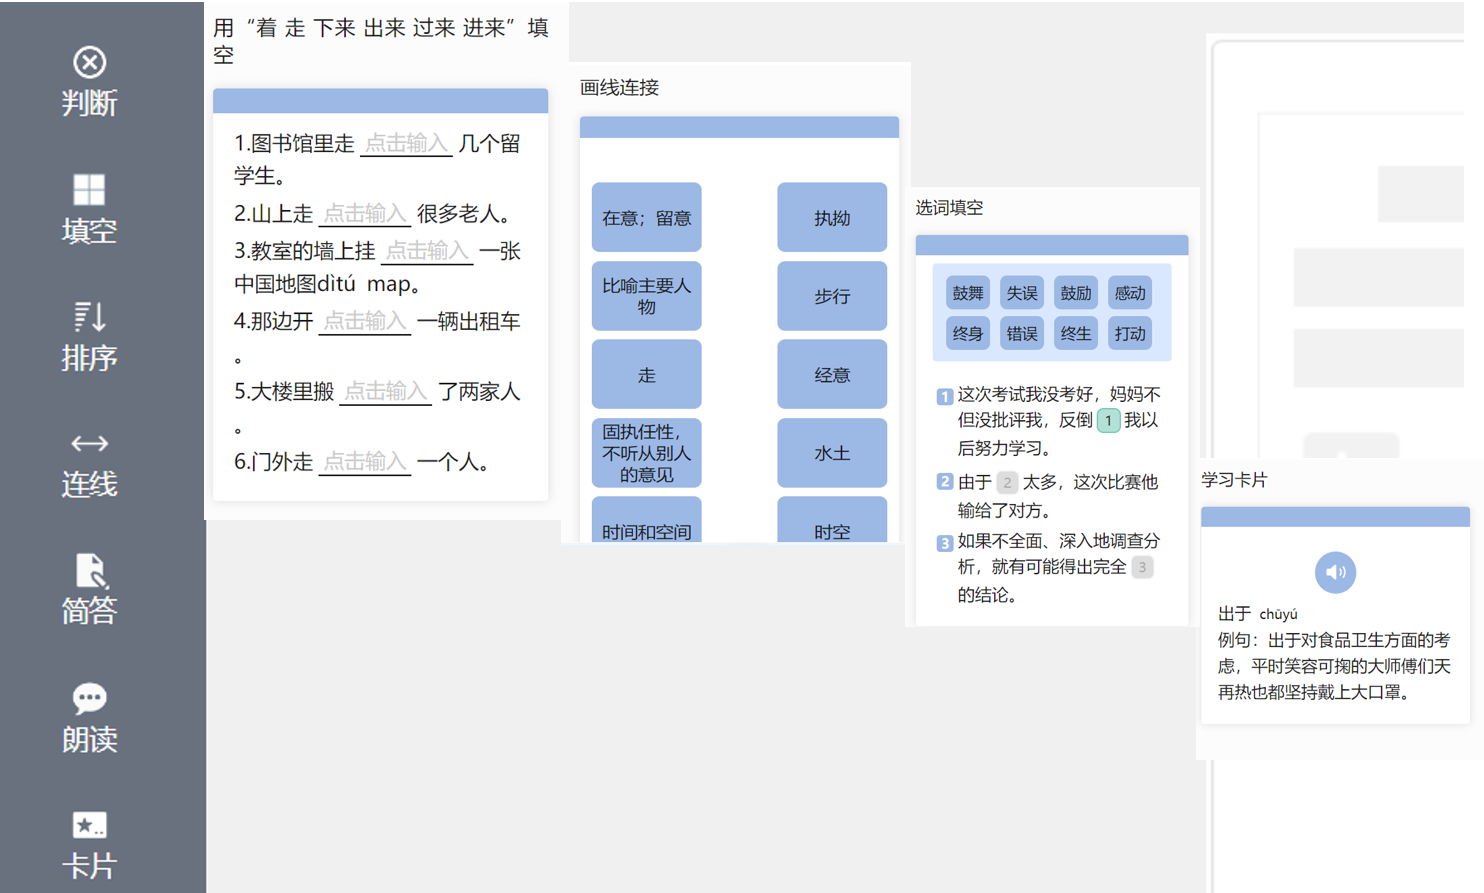 判断
填空
排序
连线
简答
朗读
卡片
用“着 走 下来 出来 过来 进来”填
空
1.图书馆里走 点击输入 几个留
学生。
2.山上走 点击输入 很多老人。
3.教室的墙上挂 点击输入 一张
中国地图dìtú map。
4.那边开 点击输入 一辆出租车
。
5.大楼里搬 点击输入 了两家人
。
6.门外走 点击输入 一个人。
画线连接
在意；留意 执拗
比喻主要人
物
步行
走 经意
固执任性，
不听从别人
的意见
水土
时间和空间 时空
选词填空
鼓舞 失误 鼓励 感动
终身 错误 终生 打动
1 这次考试我没考好，妈妈不
但没批评我，反倒 1 我以
后努力学习。
2 由于 2 太多，这次比赛他
输给了对方。
3 如果不全面、深入地调查分
析，就有可能得出完全 3
的结论。
学习卡片
出于 chūyú
例句：出于对食品卫生方面的考
虑，平时笑容可掬的大师傅们天
再热也都坚持戴上大口罩。